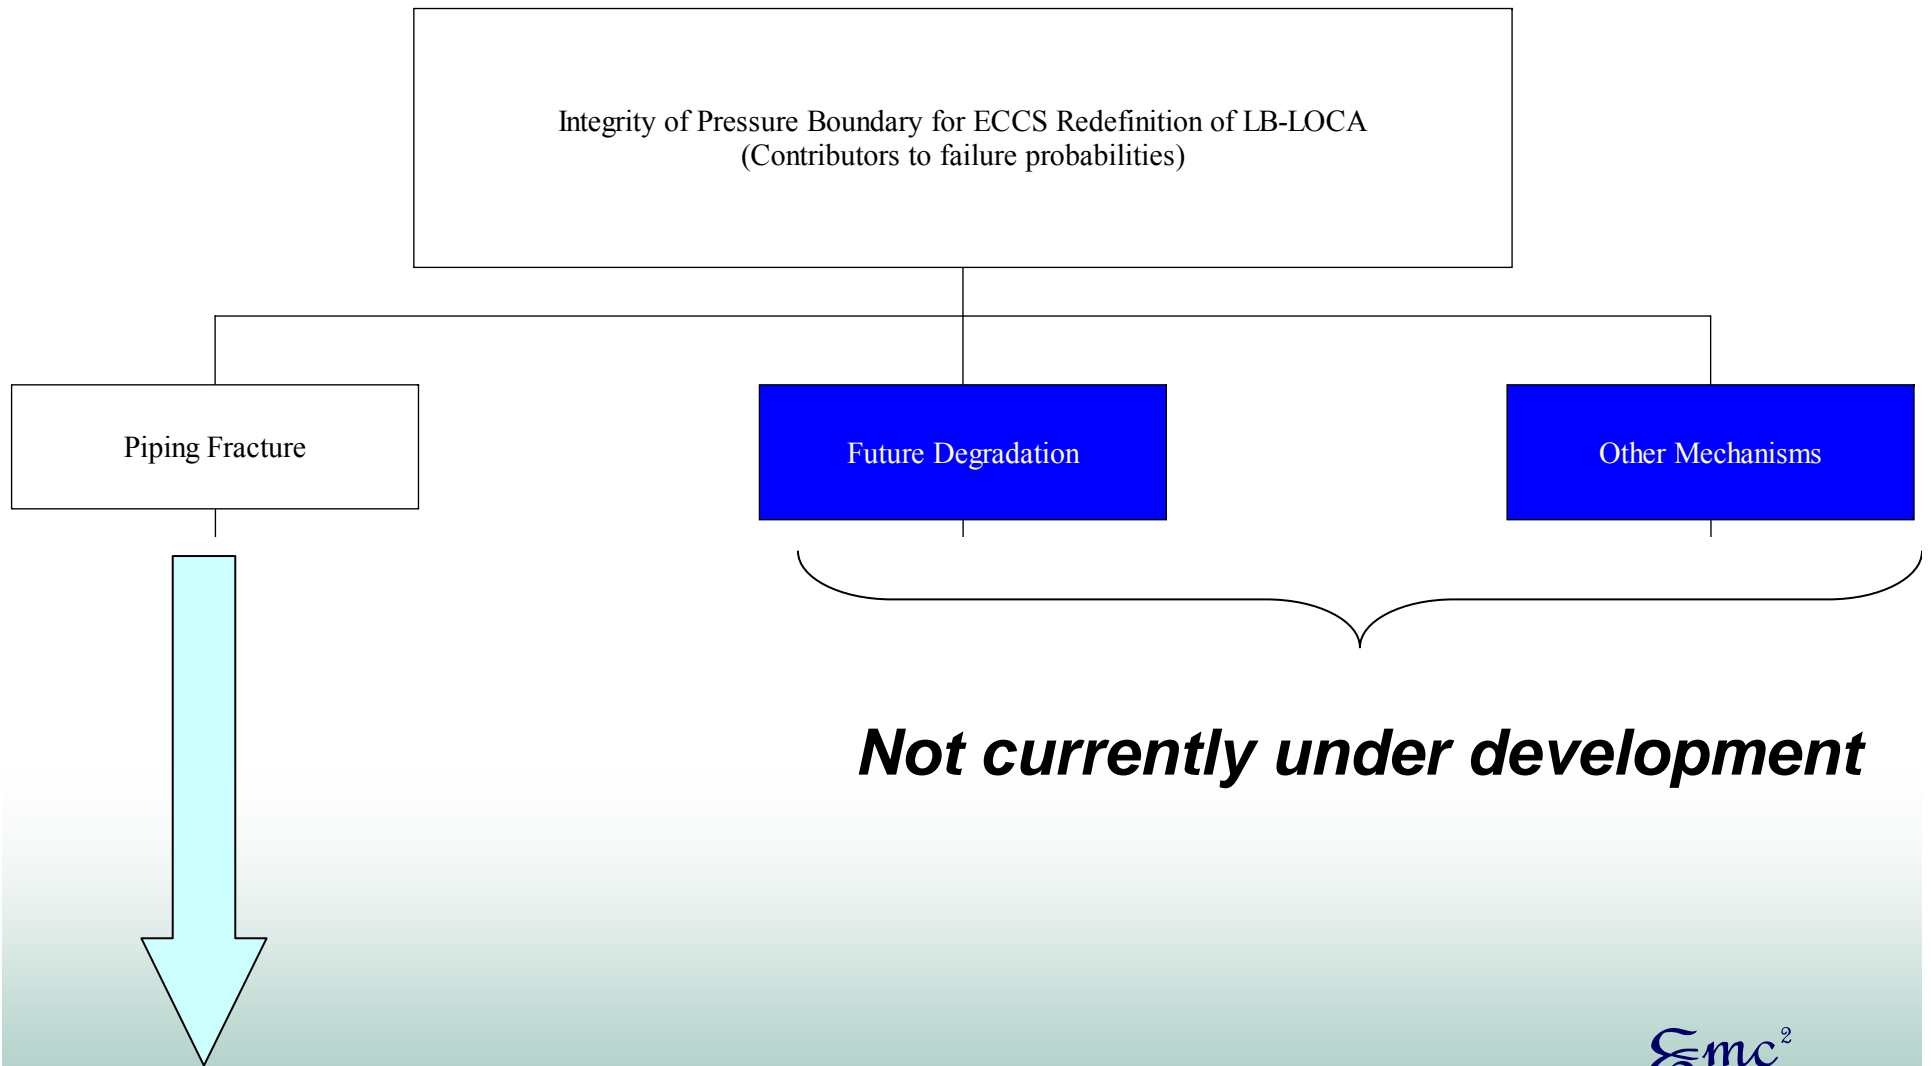 Integrity of Pressure Boundary for ECCS Redefinition of LB-LOCA
(Contributors to failure probabilities)
Piping Fracture
Future Degradation
Other Mechanisms
Not currently under development
Emc²